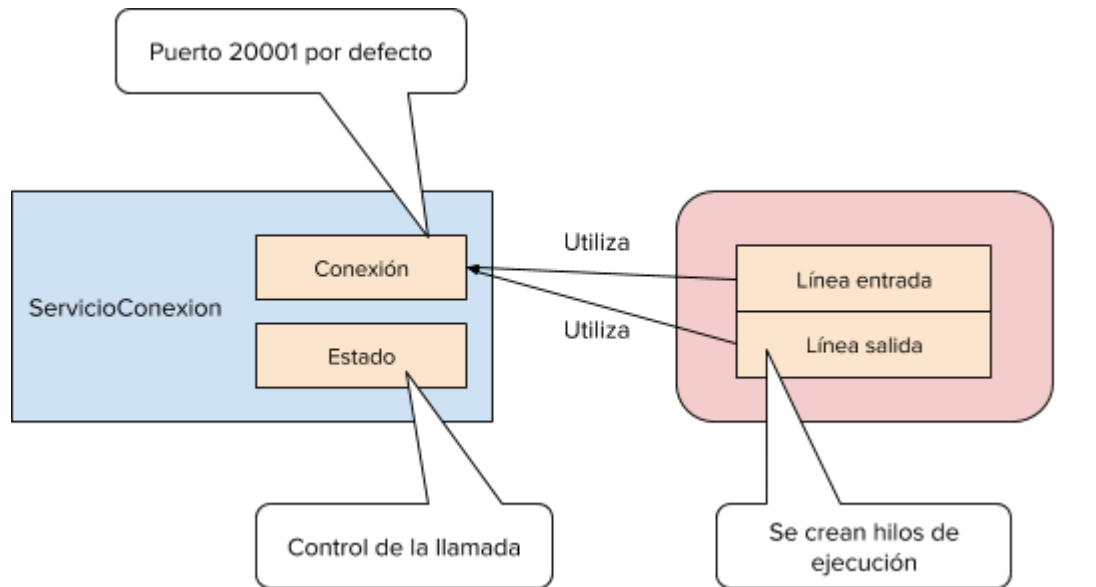 Puerto 20001 por defecto
Utiliza
Conexión
Línea entrada
ServicioConexion
Utiliza
Estado
Línea salida
Control de la llamada
Se crean hilos de
ejecución